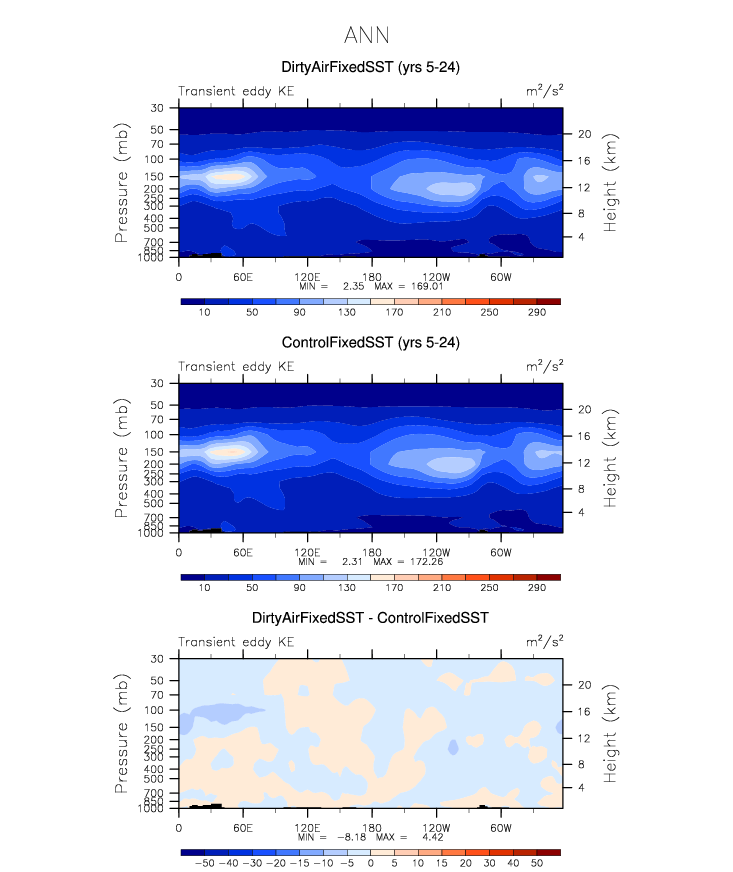 ANN
DirtyAirFixedSST (yrs 5-24)
Transient eddy KE
m²/s²
Pressure (mb)
30
50
70
100
150
200
250
300
400
500
700
850
1000
20
16
12
8
4
Height (km)
0 60E 120E 180 120W 60W
MIN = 2.35 MAX = 169.01
10 50 90 130 170 210 250 290
ControlFixedSST (yrs 5-24)
Transient eddy KE
m²/s²
Pressure (mb)
30
50
70
100
150
200
250
300
400
500
700
850
1000
20
16
12
8
4
Height (km)
0 60E 120E 180 120W 60W
MIN = 2.31 MAX = 172.26
10 50 90 130 170 210 250 290
DirtyAirFixedSST - ControlFixedSST
Transient eddy KE
m²/s²
Pressure (mb)
30
50
70
100
150
200
250
300
400
500
700
850
1000
20
16
12
8
4
Height (km)
0 60E 120E 180 120W 60W
MIN = −8.18 MAX = 4.42
−50 −40 −30 −20 −15 −10 −5 0 5 10 15 20 30 40 50